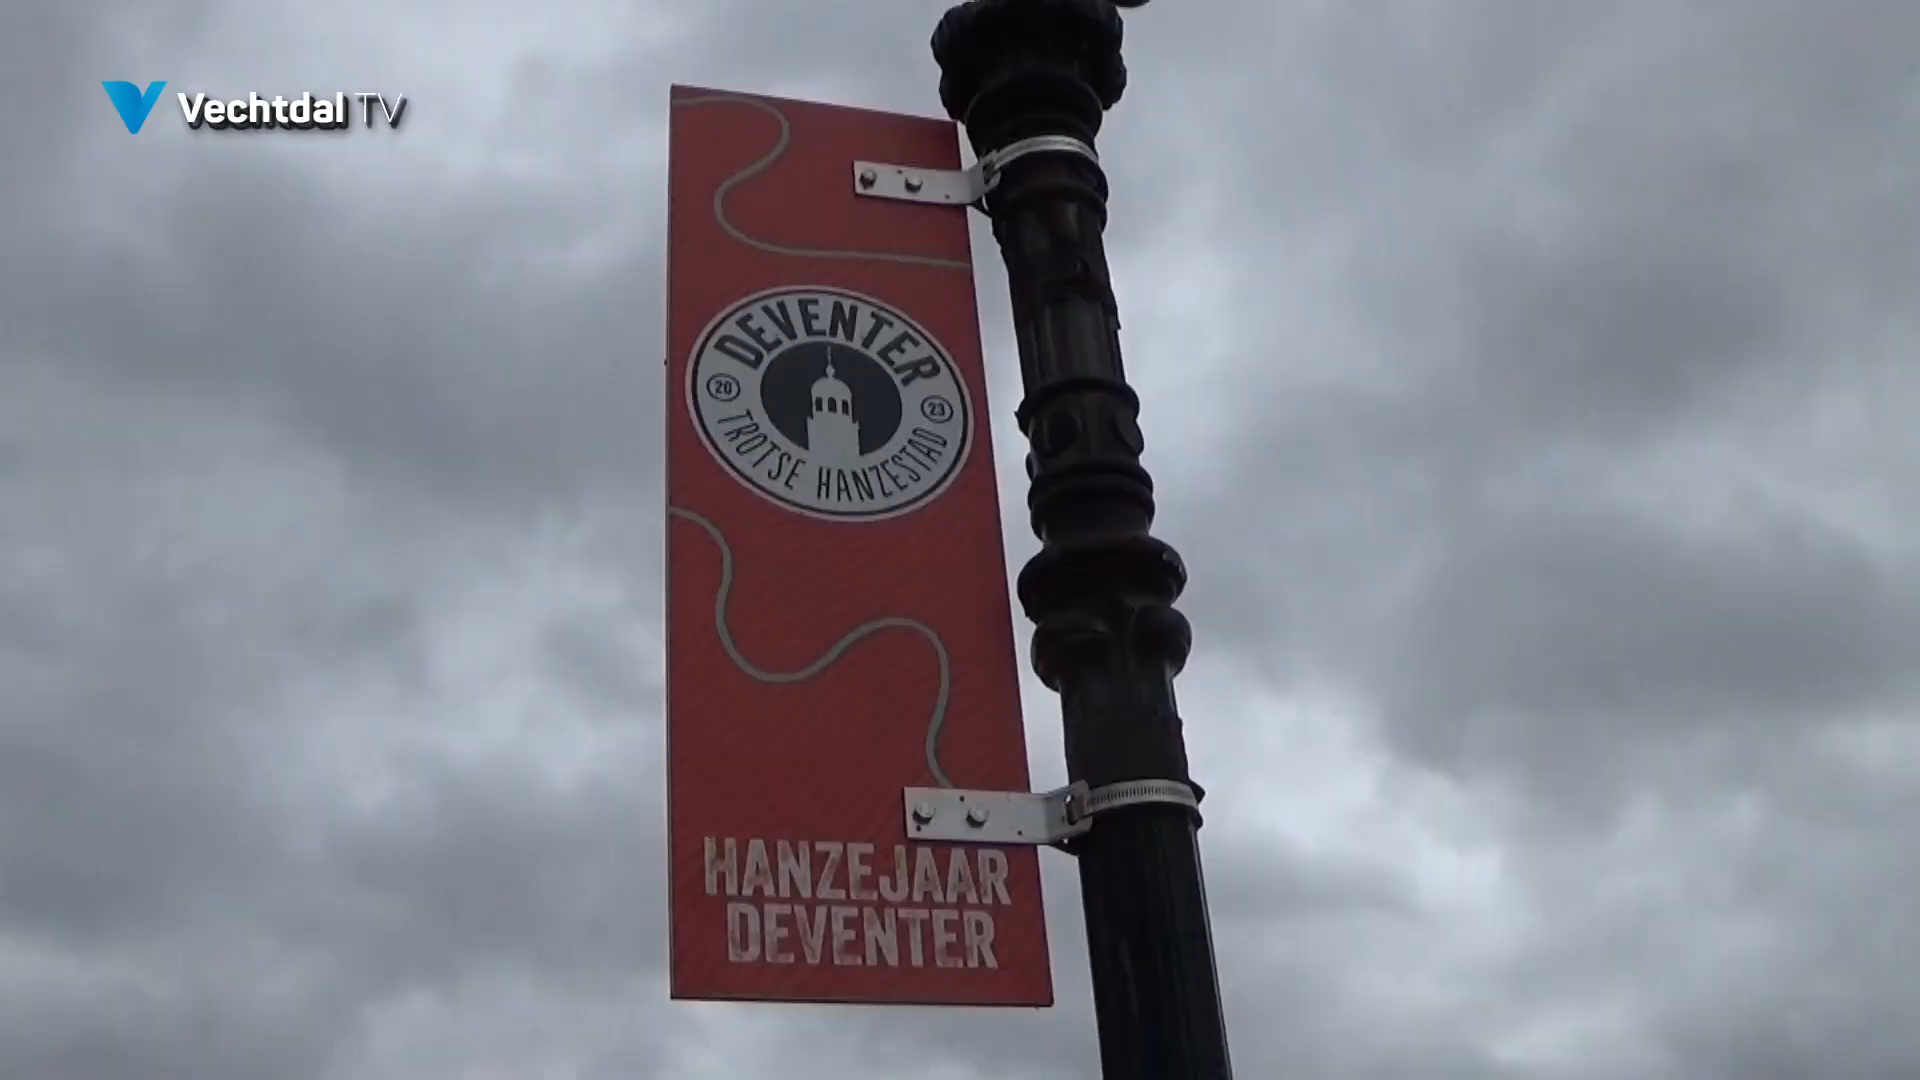 Vechtdal TV
DEVENTER
20 23
TROTSE HANZESTAD
HANZEJAAR
DEVENTER